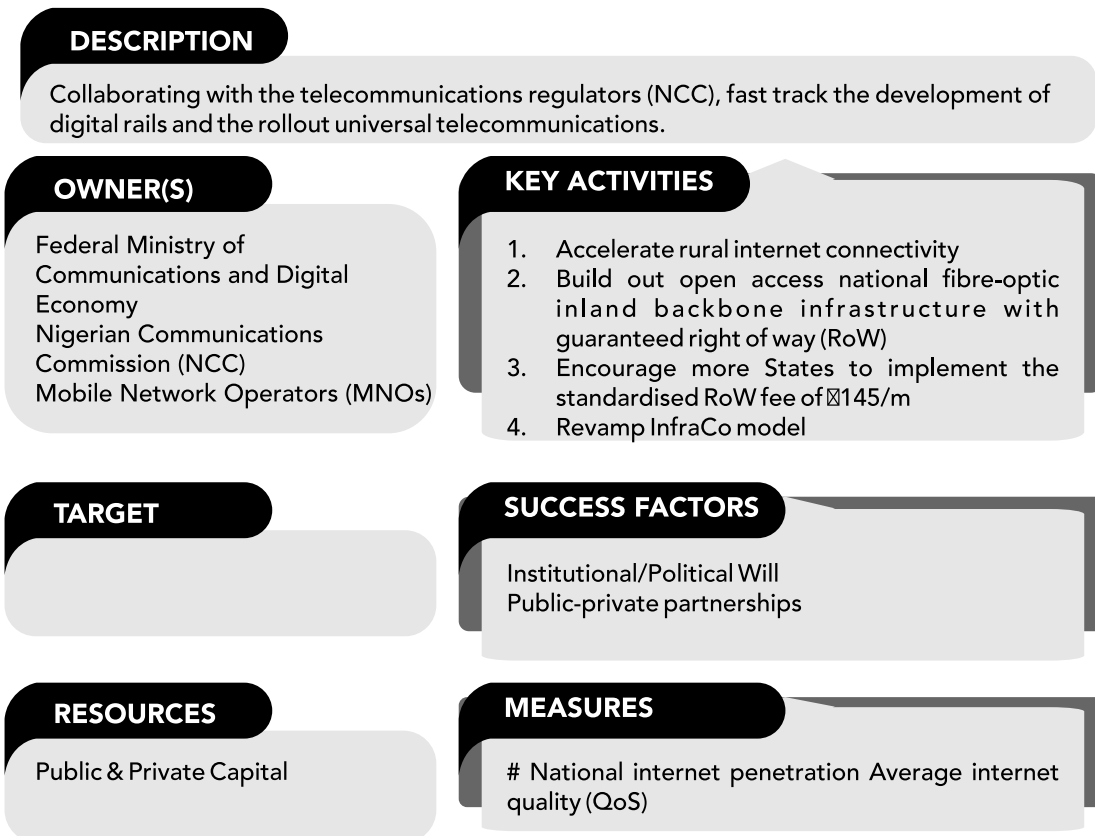 DESCRIPTION
Collaborating with the telecommunications regulators (NCC), fast track the development of
digital rails and the rollout universal telecommunications.
OWNER(S)
Federal Ministry of
Communications and Digital
Economy
Nigerian Communications
Commission (NCC)
Mobile Network Operators (MNOs)
KEY ACTIVITIES
1. Accelerate rural internet connectivity
2. Build out open access national fibre-optic
inland backbone infrastructure with
guaranteed right of way (RoW)
3. Encourage more States to implement the
standardised RoW fee of ☒145/m
4. Revamp InfraCo model
TARGET
SUCCESS FACTORS
Institutional/Political Will
Public-private partnerships
RESOURCES
Public & Private Capital
MEASURES
# National internet penetration Average internet
quality (QoS)